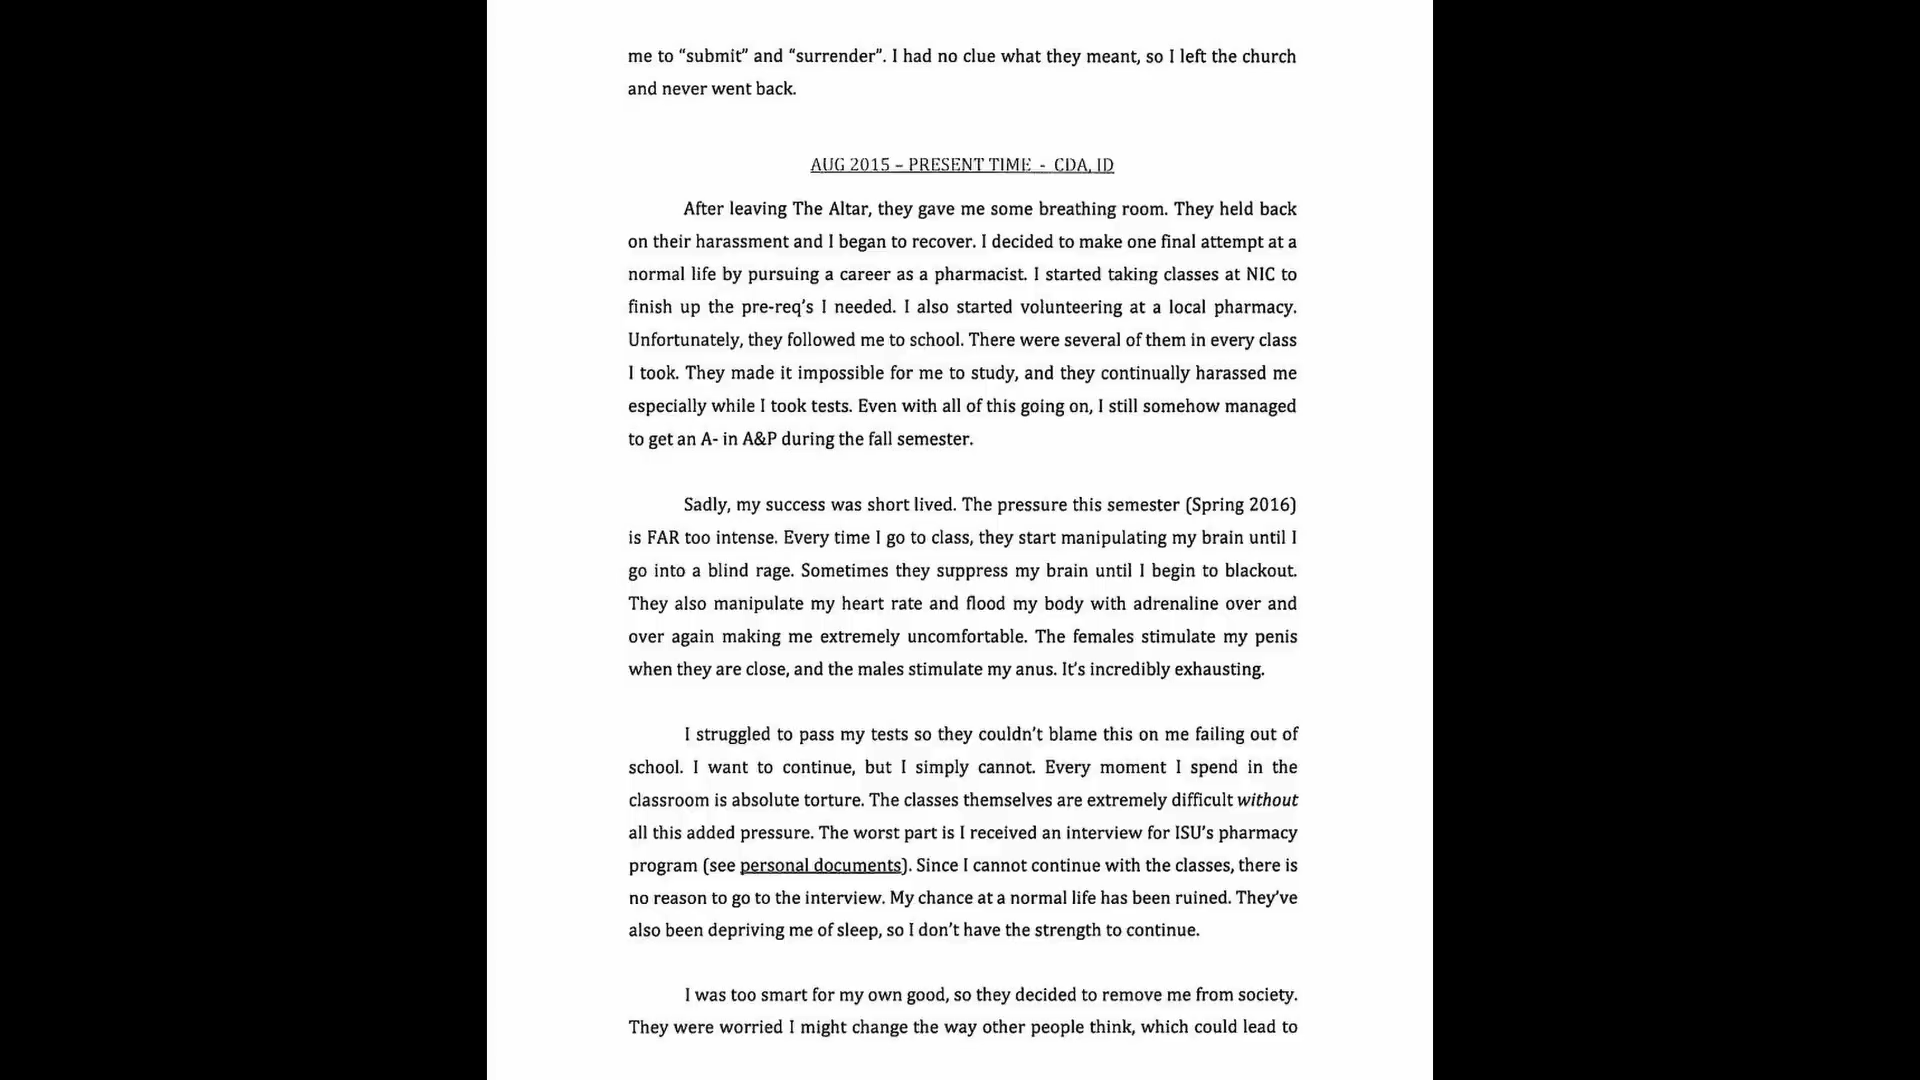 me to “submit” and “surrender”. I had no clue what they meant, so I left the church
and never went back.
AUG 2015 – PRESENT TIME - CDA, ID
After leaving The Altar, they gave me some breathing room. They held back
on their harassment and I began to recover. I decided to make one final attempt at a
normal life by pursuing a career as a pharmacist. I started taking classes at NIC to
finish up the pre-req’s I needed. I also started volunteering at a local pharmacy.
Unfortunately, they followed me to school. There were several of them in every class
I took. They made it impossible for me to study, and they continually harassed me
especially while I took tests. Even with all of this going on, I still somehow managed
to get an A- in A&P during the fall semester.
Sadly, my success was short lived. The pressure this semester (Spring 2016)
is FAR too intense. Every time I go to class, they start manipulating my brain until I
go into a blind rage. Sometimes they suppress my brain until I begin to blackout.
They also manipulate my heart rate and flood my body with adrenaline over and
over again making me extremely uncomfortable. The females stimulate my penis
when they are close, and the males stimulate my anus. It’s incredibly exhausting.
I struggled to pass my tests so they couldn’t blame this on me failing out of
school. I want to continue, but I simply cannot. Every moment I spend in the
classroom is absolute torture. The classes themselves are extremely difficult without
all this added pressure. The worst part is I received an interview for ISU’s pharmacy
program (see personal documents). Since I cannot continue with the classes, there is
no reason to go to the interview. My chance at a normal life has been ruined. They’ve
also been depriving me of sleep, so I don’t have the strength to continue.
I was too smart for my own good, so they decided to remove me from society.
They were worried I might change the way other people think, which could lead to